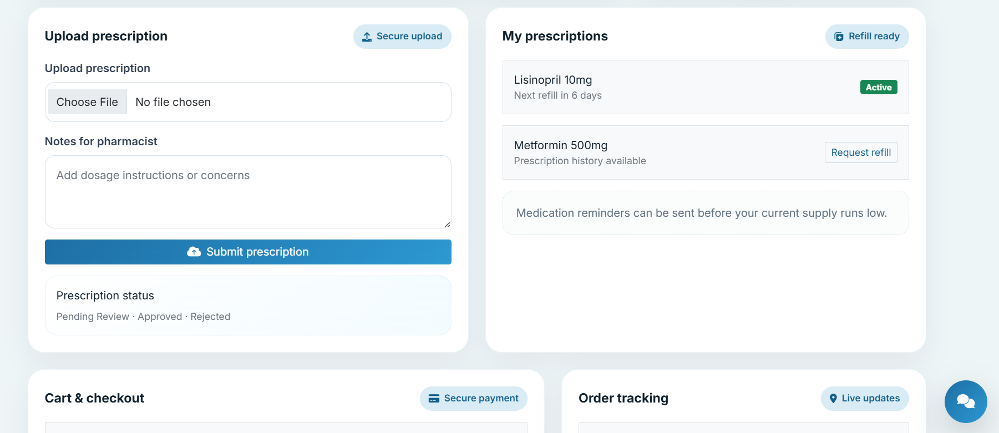 Upload prescription
Secure upload
Upload prescription
Choose File No file chosen
Notes for pharmacist
Add dosage instructions or concerns
Submit prescription
Prescription status
Pending Review · Approved · Rejected
My prescriptions
Refill ready
Lisinopril 10mg
Next refill in 6 days
Active
Metformin 500mg
Prescription history available
Request refill
Medication reminders can be sent before your current supply runs low.
Cart & checkout
Secure payment
Order tracking
Live updates